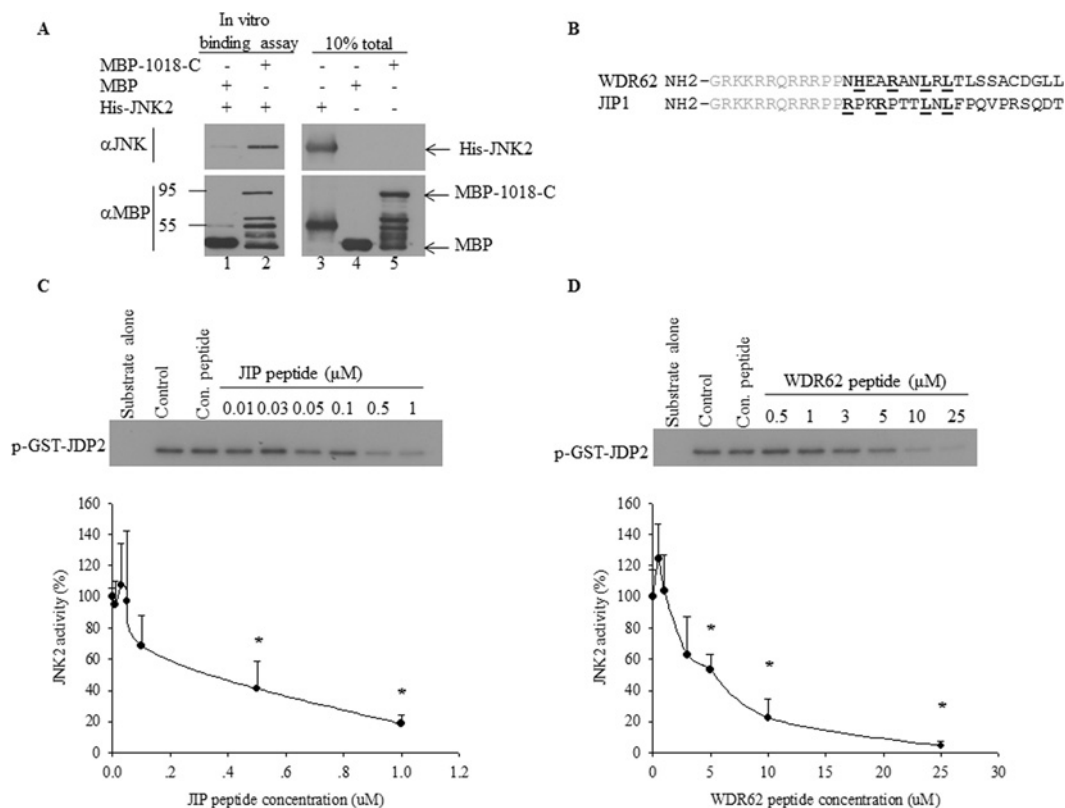 A
In vitro
binding assay
10% total
MBP-1018-C - + - - +
MBP + - - + -
His-JNK2 + + + - -
αJNK
His-JNK2
αMBP
95
55
MBP-1018-C
MBP
1 2 3 4 5
B
WDR62 NH2-GRKKRRQRRRPPNHEARANLRLTLSSACDGLL
JIP1 NH2-GRKKRRQRRRPPRPKRPTTLNLFPQVPRSQDT
C
Substrate alone
Control
Con. peptide
JIP peptide (µM)
0.01 0.03 0.05 0.1 0.5 1
p-GST-JDP2
160
140
120
100
80
60
40
20
0
JNK2 activity (%)
* *
0.0 .2 .4 .6 .8 1.0 1.2
JIP peptide concentration (uM)
D
Substrate alone
Control
Con. peptide
WDR62 peptide (µM)
0.5 1 3 5 10 25
p-GST-JDP2
160
140
120
100
80
60
40
20
0
JNK2 activity (%)
* * *
0 5 10 15 20 25 30
WDR62 peptide concentration (uM)